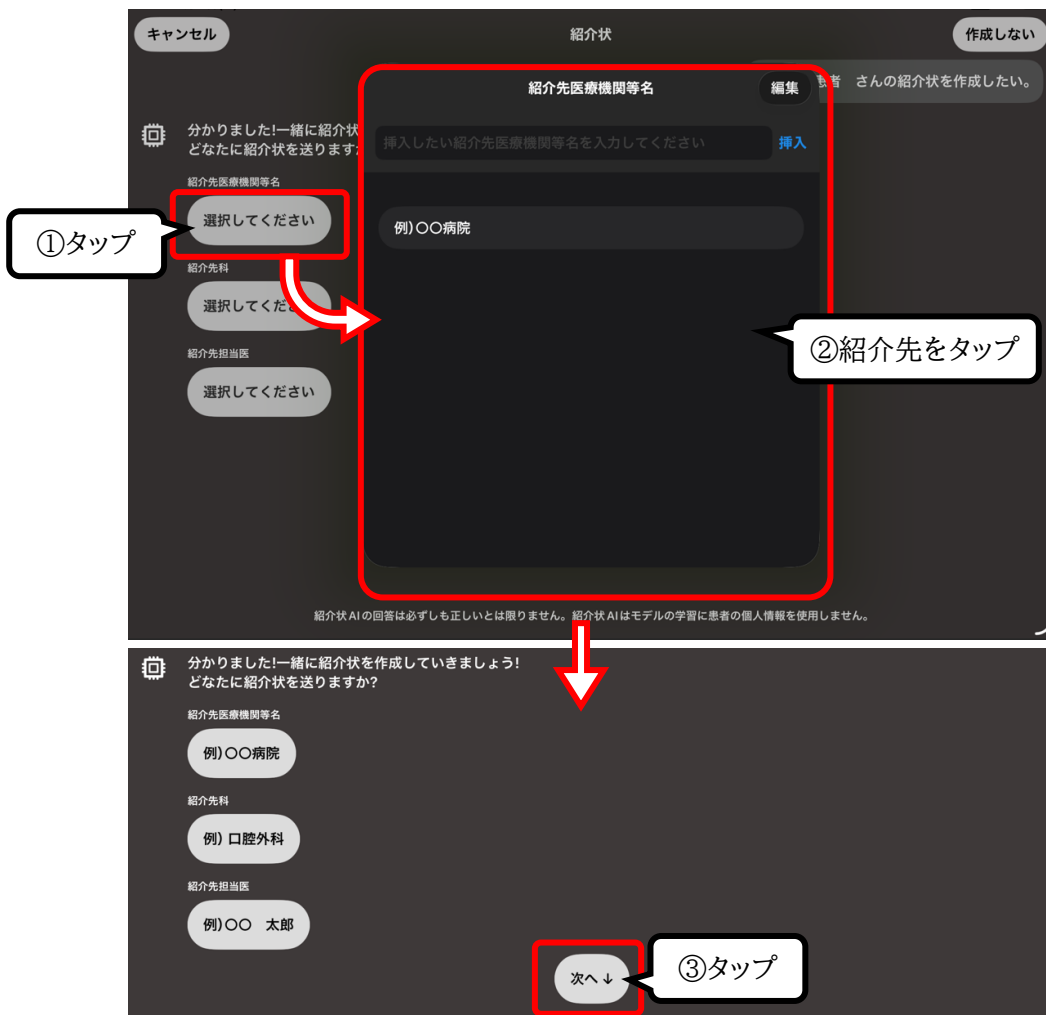 キャンセル
紹介状
作成しない
紹介先医療機関等名
編集
患者　さんの紹介状を作成したい。
分かりました!一緒に紹介状
どなたに紹介状を送りますか
挿入したい紹介先医療機関等名を入力してください
挿入
紹介先医療機関等名
選択してください
例)〇〇病院
①タップ
紹介先科
選択してくださ
②紹介先をタップ
紹介先担当医
選択してください
紹介状AIの回答は必ずしも正しいとは限りません。紹介状AIはモデルの学習に患者の個人情報を使用しません。
分かりました!一緒に紹介状を作成していきましょう!
どなたに紹介状を送りますか?
紹介先医療機関等名
例)〇〇病院
紹介先科
例) 口腔外科
紹介先担当医
例)〇〇　太郎
次へ↓
③タップ